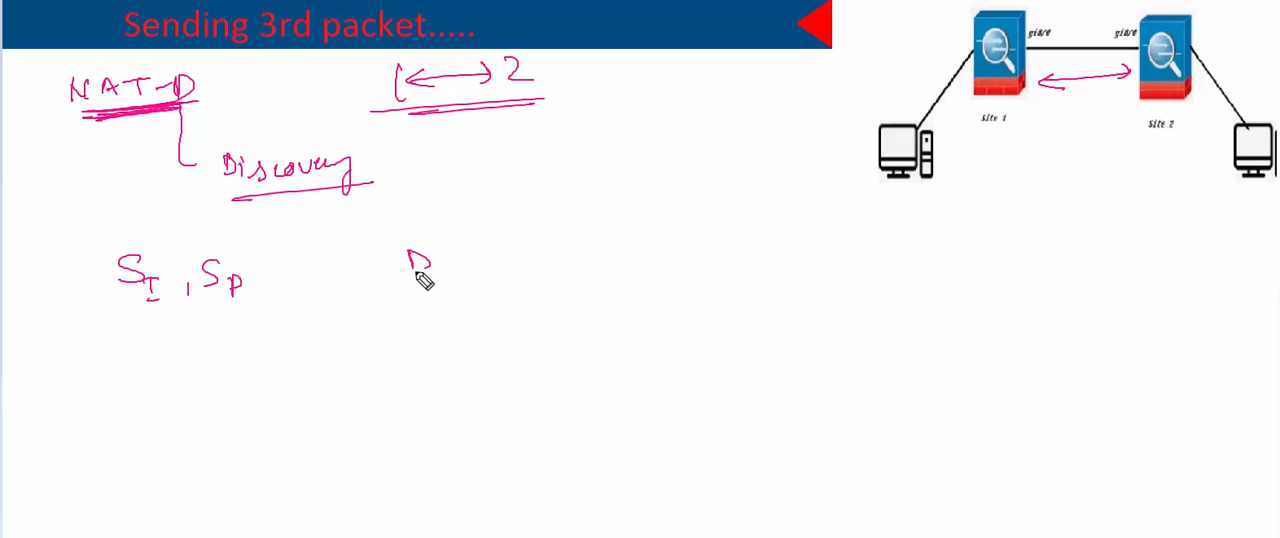 Sending 3rd packet.....
NAT-D
1 ↔ 2
Discovery
SI, SP
D
gi0/0
gi0/0
Site 1
Site 2